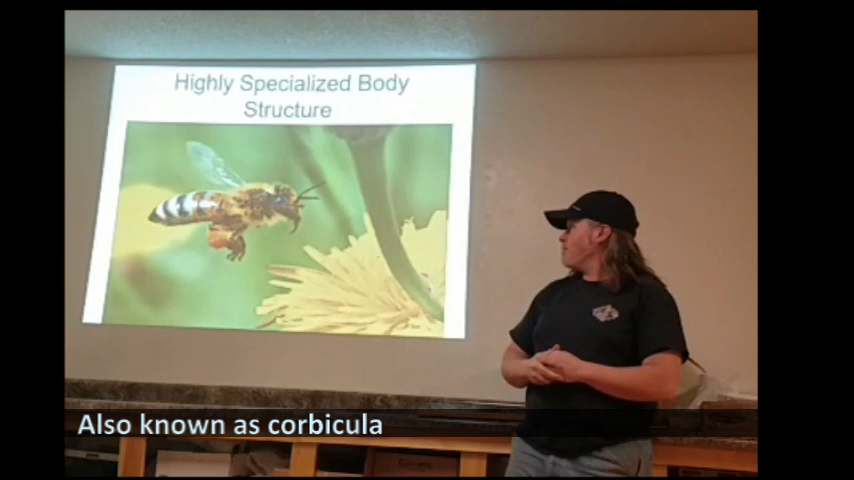 Highly Specialized Body
Structure
Also known as corbicula